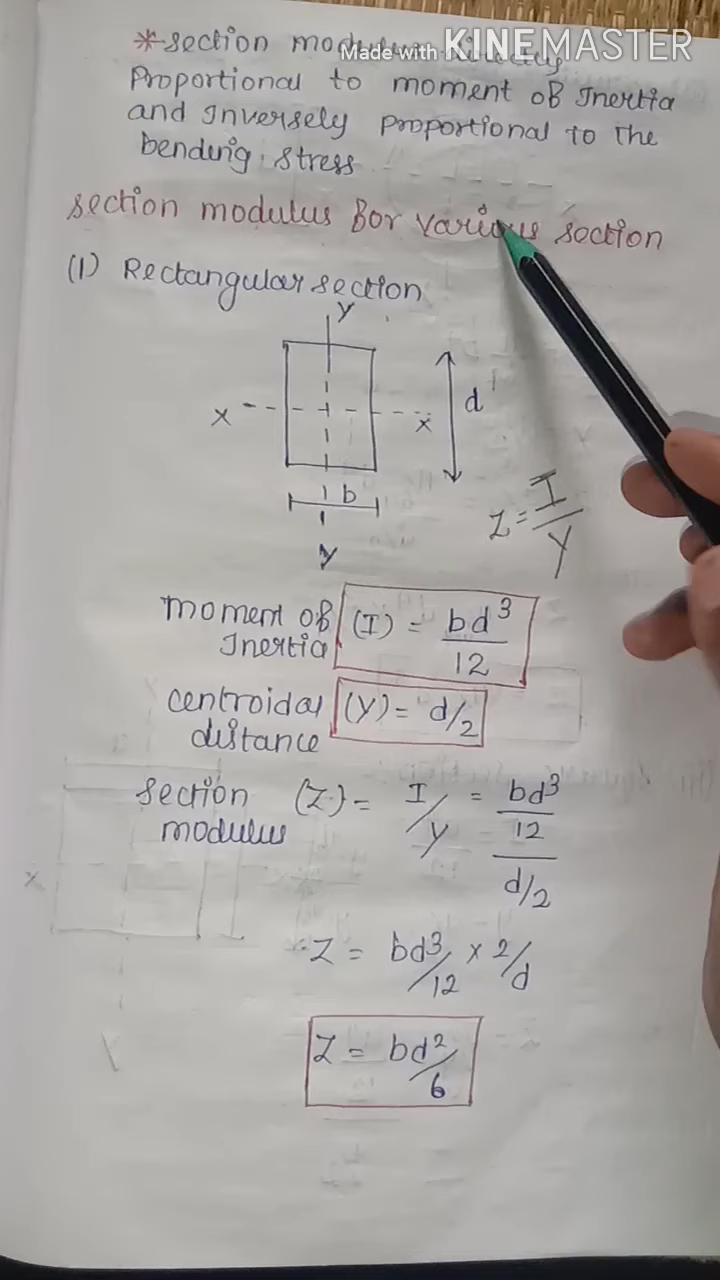 Made with KINEMASTER
*section
Proportional to moment of Inertia
and Inversely proportional to the
bending stress
section modulus for various section
(1) Rectangular section
y
x x
d
b
y
Z = I/y
moment of Inertia (I) = bd³/12
centroidal distance (y) = d/2
section modulus (Z) = I/y = bd³/12 / d/2
Z = bd³/12 × 2/d
Z = bd²/6